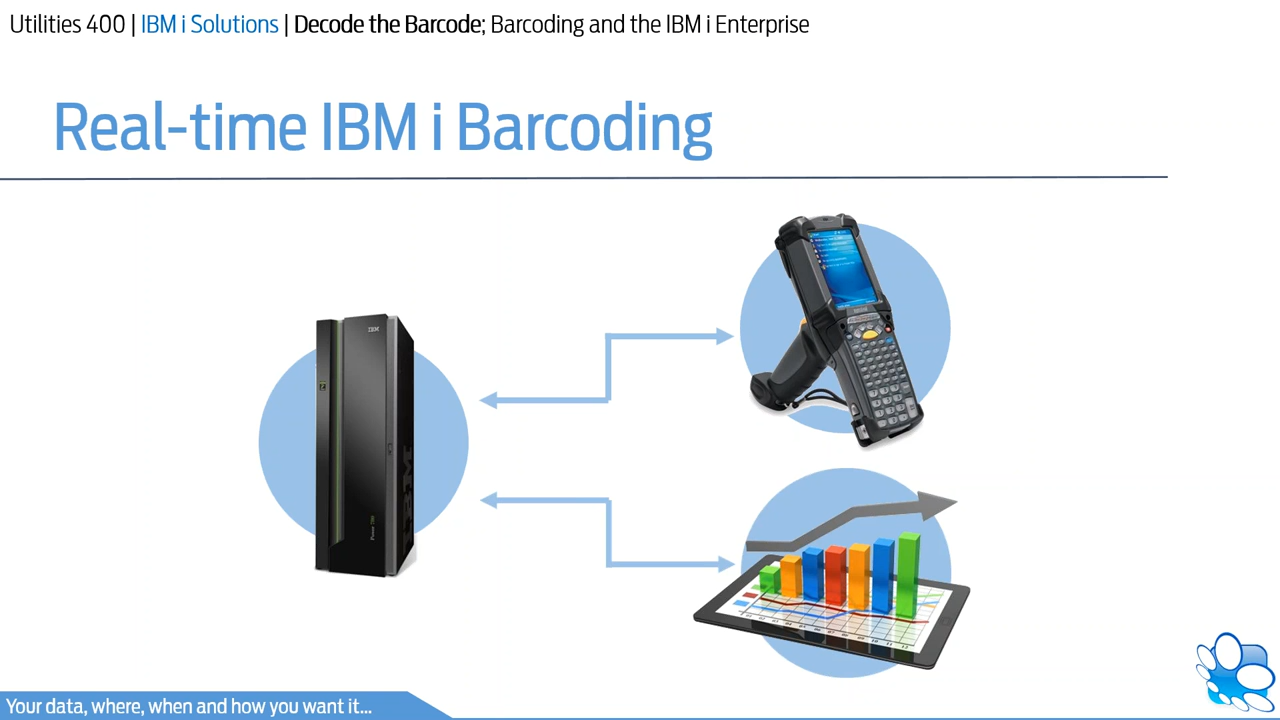 Utilities 400 | IBM i Solutions | Decode the Barcode; Barcoding and the IBM i Enterprise
Real-time IBM i Barcoding
IBM
Your data, where, when and how you want it...